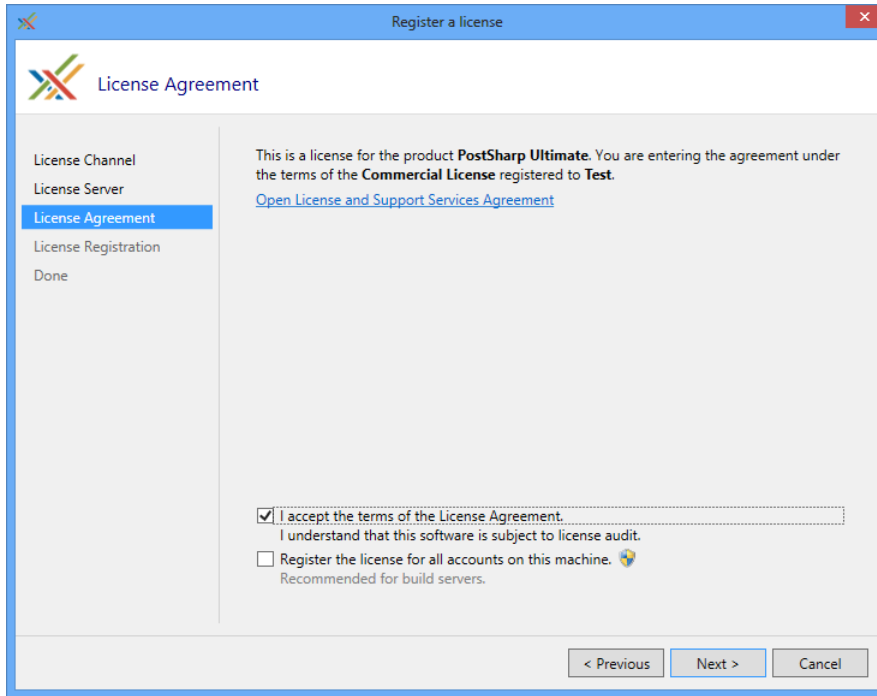 Register a license
License Agreement
License Channel
License Server
License Agreement
License Registration
Done
This is a license for the product PostSharp Ultimate. You are entering the agreement under
the terms of the Commercial License registered to Test.
Open License and Support Services Agreement
I accept the terms of the License Agreement.
I understand that this software is subject to license audit.
Register the license for all accounts on this machine.
Recommended for build servers.
< Previous
Next >
Cancel